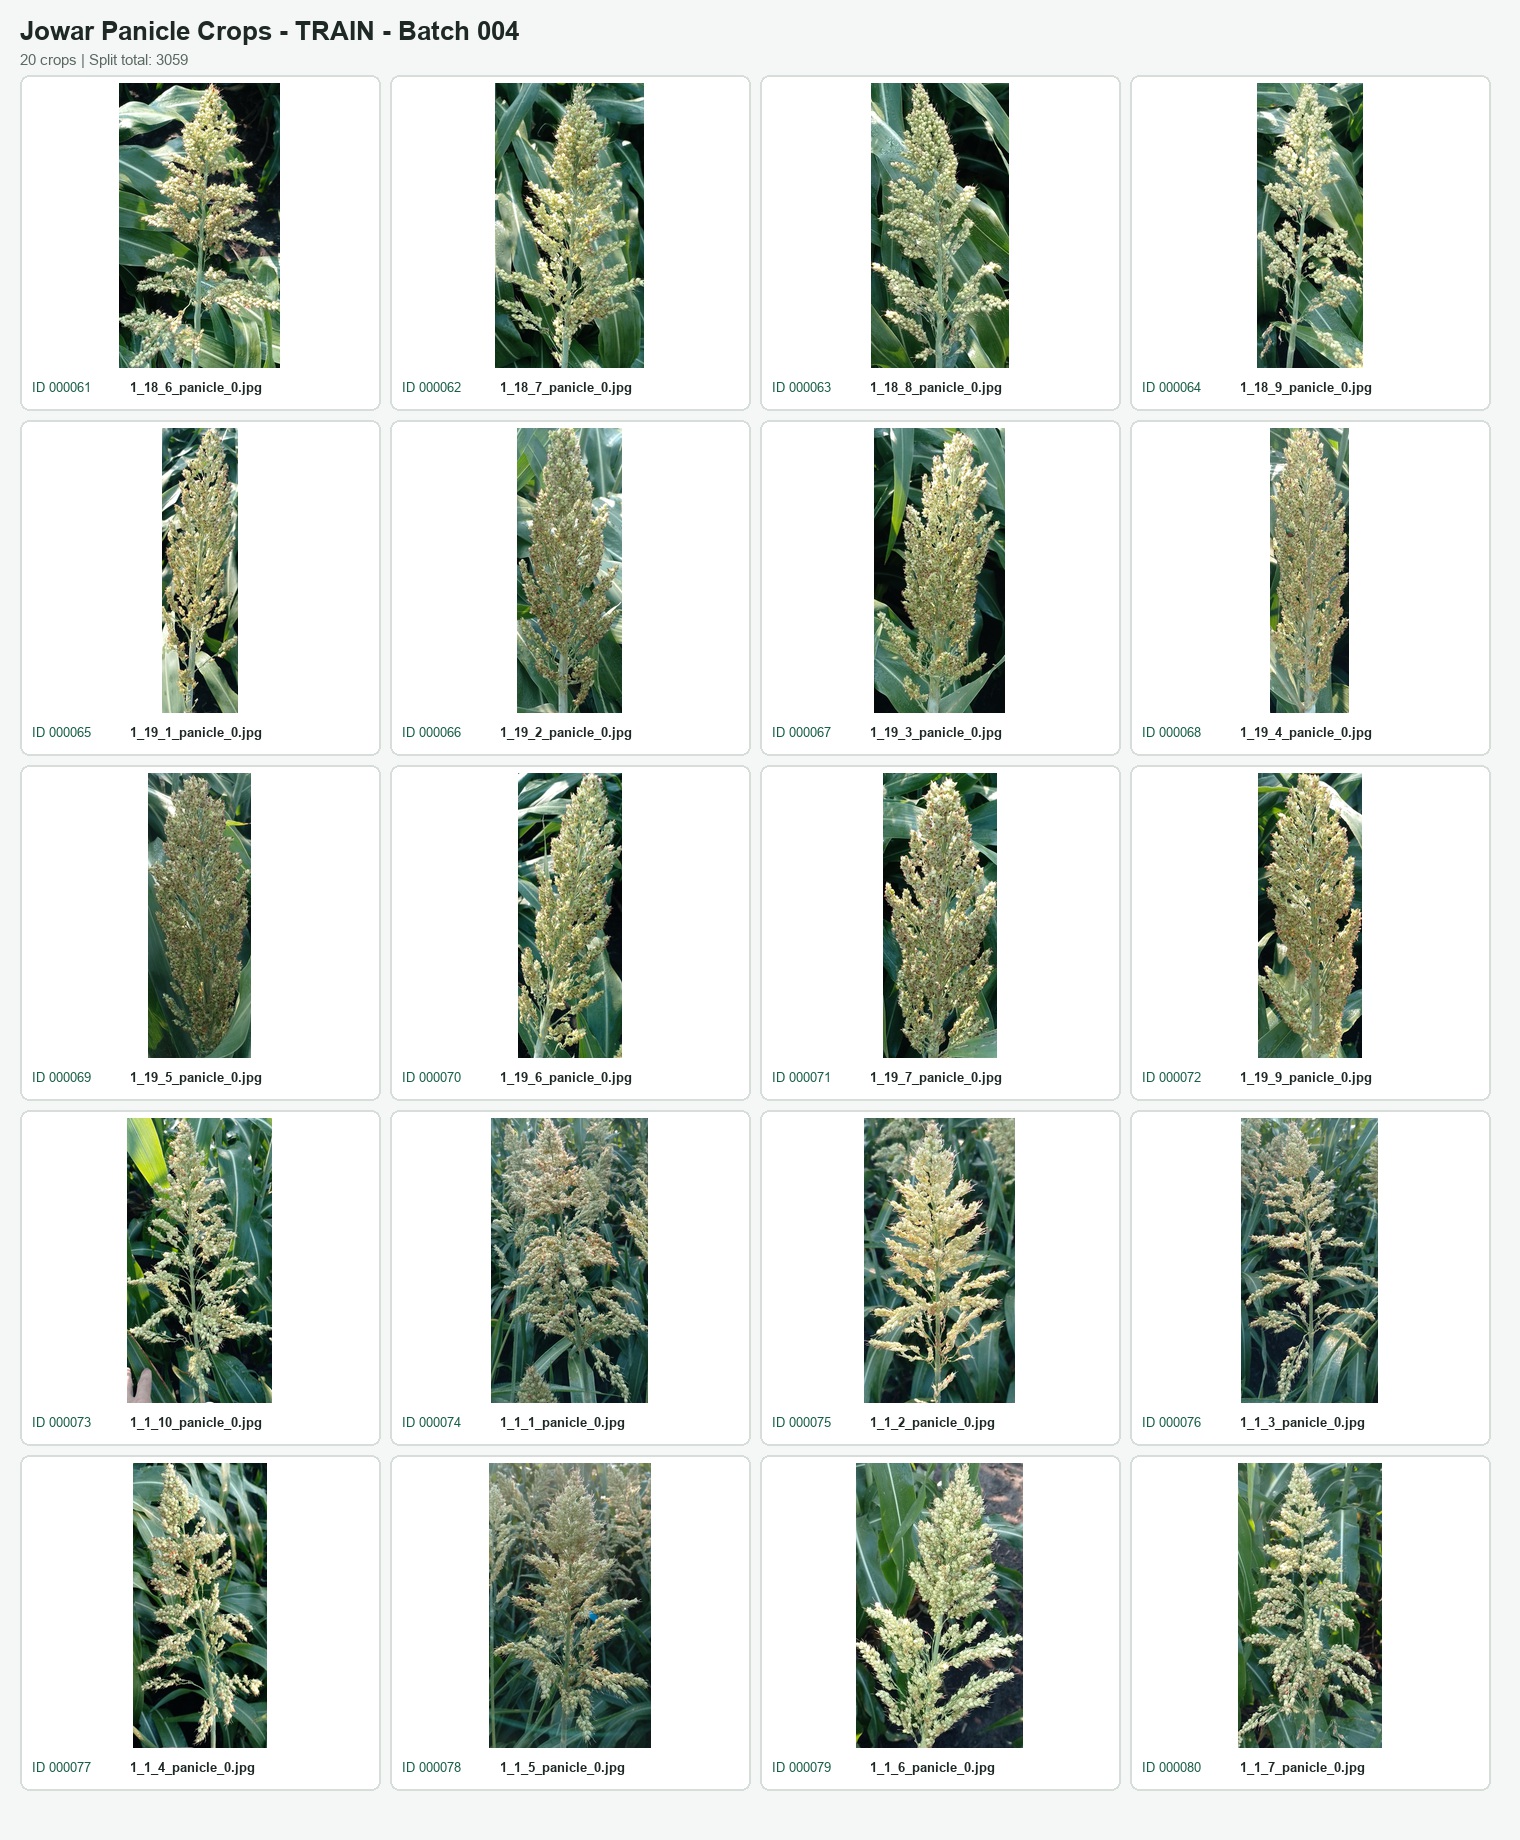 Jowar Panicle Crops - TRAIN - Batch 004
20 crops | Split total: 3059
ID 000061 1_18_6_panicle_0.jpg
ID 000062 1_18_7_panicle_0.jpg
ID 000063 1_18_8_panicle_0.jpg
ID 000064 1_18_9_panicle_0.jpg
ID 000065 1_19_1_panicle_0.jpg
ID 000066 1_19_2_panicle_0.jpg
ID 000067 1_19_3_panicle_0.jpg
ID 000068 1_19_4_panicle_0.jpg
ID 000069 1_19_5_panicle_0.jpg
ID 000070 1_19_6_panicle_0.jpg
ID 000071 1_19_7_panicle_0.jpg
ID 000072 1_19_9_panicle_0.jpg
ID 000073 1_1_10_panicle_0.jpg
ID 000074 1_1_1_panicle_0.jpg
ID 000075 1_1_2_panicle_0.jpg
ID 000076 1_1_3_panicle_0.jpg
ID 000077 1_1_4_panicle_0.jpg
ID 000078 1_1_5_panicle_0.jpg
ID 000079 1_1_6_panicle_0.jpg
ID 000080 1_1_7_panicle_0.jpg